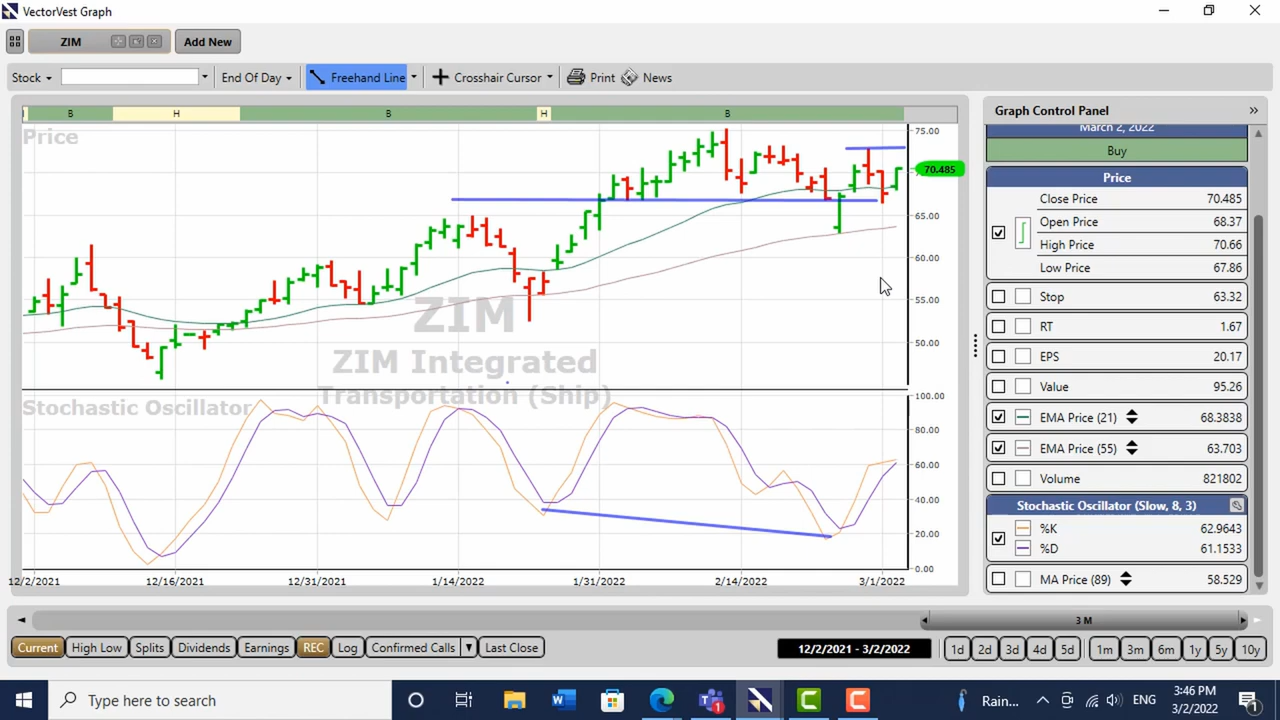 VectorVest Graph
ZIM
Add New
Stock
End Of Day
Freehand Line
Crosshair Cursor
Print
News
B
H
B
H
B
Price
75.00
70.485
65.00
60.00
55.00
50.00
ZIM
ZIM Integrated
Transportation (Ship)
Stochastic Oscillator
100.00
80.00
60.00
40.00
20.00
0.00
12/2/2021
12/16/2021
12/31/2021
1/14/2022
1/31/2022
2/14/2022
3/1/2022
Graph Control Panel
March 2, 2022
Buy
Price
Close Price 70.485
Open Price 68.37
High Price 70.66
Low Price 67.86
Stop 63.32
RT 1.67
EPS 20.17
Value 95.26
EMA Price (21) 68.3838
EMA Price (55) 63.703
Volume 821802
Stochastic Oscillator (Slow, 8, 3)
%K 62.9643
%D 61.1533
MA Price (89) 58.529
3 M
Current
High Low
Splits
Dividends
Earnings
REC
Log
Confirmed Calls
Last Close
12/2/2021 - 3/2/2022
1d
2d
3d
4d
5d
1m
3m
6m
1y
5y
10y
Type here to search
1
Rain...
ENG
3:46 PM
3/2/2022
1